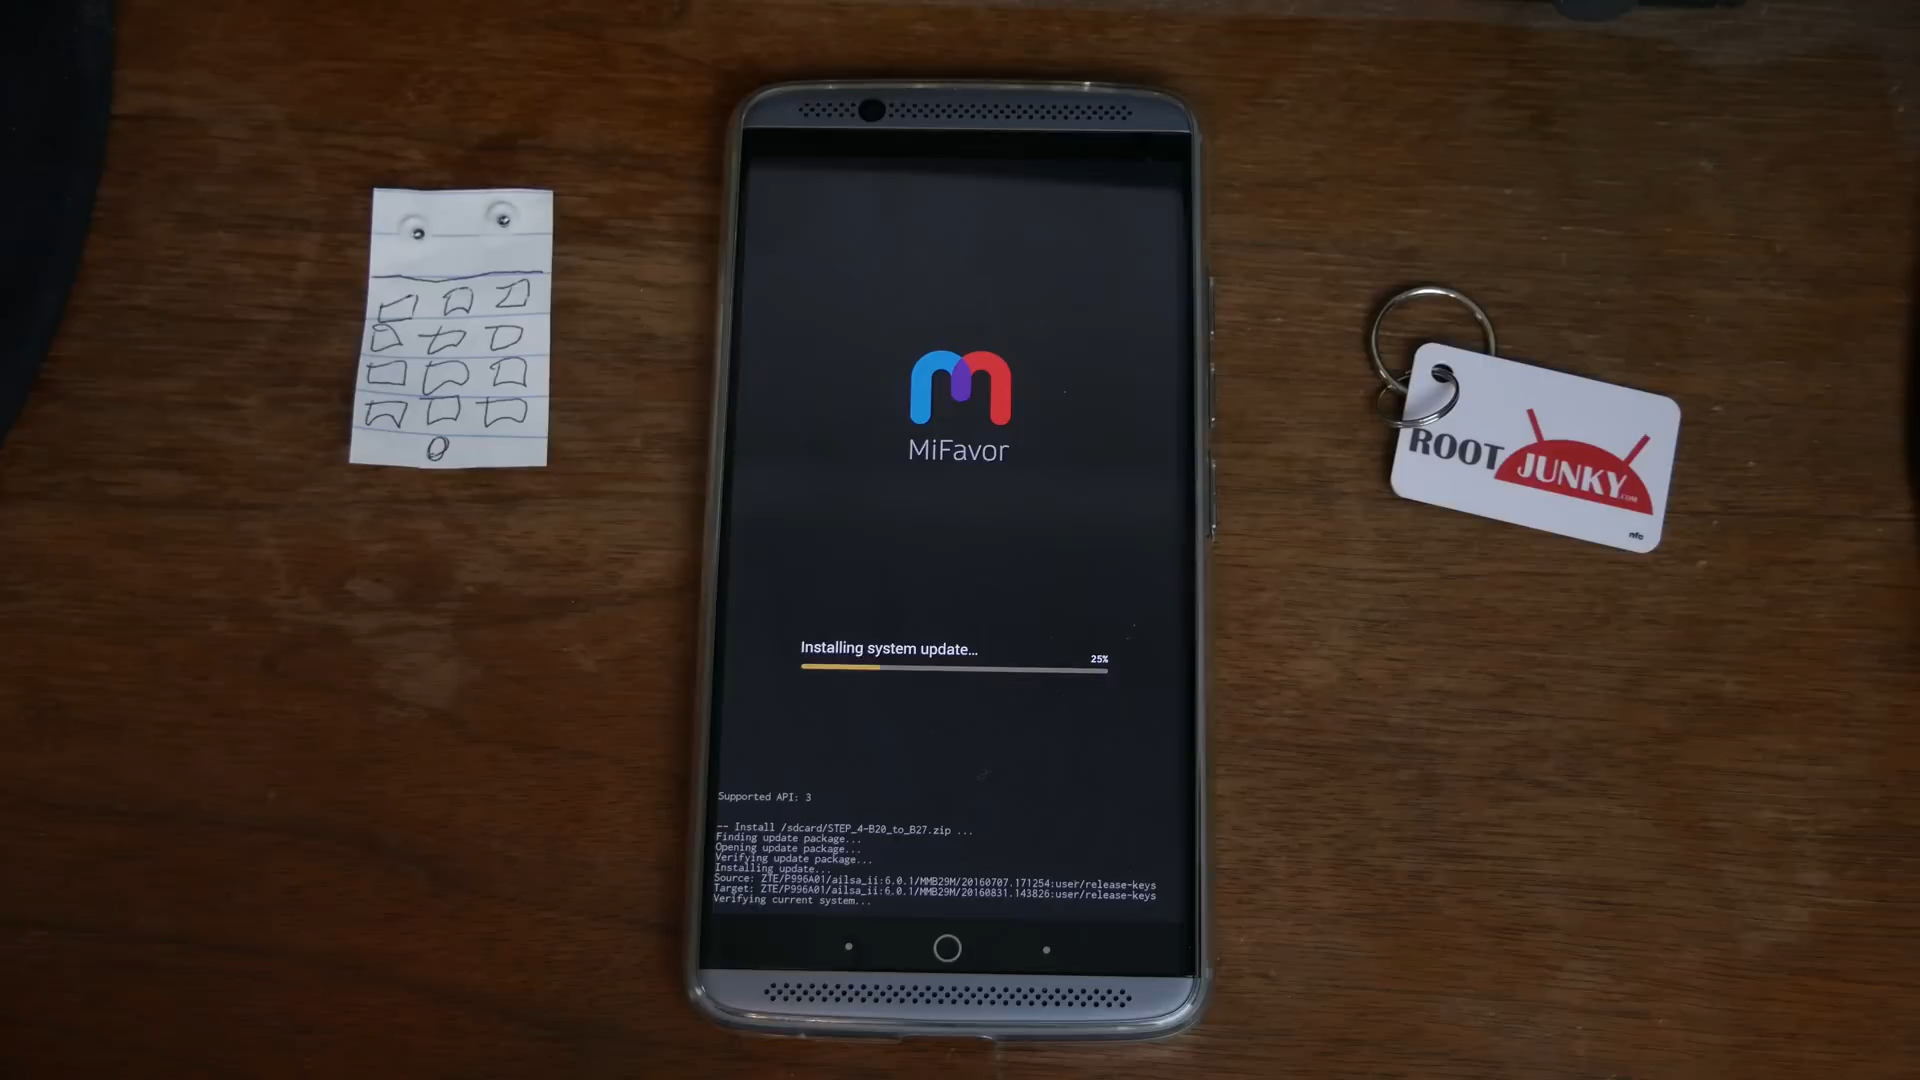 MiFavor
Installing system update...
25%
Supported API: 3
-- Install /sdcard/STEP_4-B20_to_B27.zip ...
Finding update package...
Opening update package...
Verifying update package...
Installing update...
Source: ZTE/P996A01/ailsa_ii:6.0.1/MMB29M/20160707.171254:user/release-keys
Target: ZTE/P996A01/ailsa_ii:6.0.1/MMB29M/20160831.143826:user/release-keys
Verifying current system...
ROOT JUNKY.COM
nfc